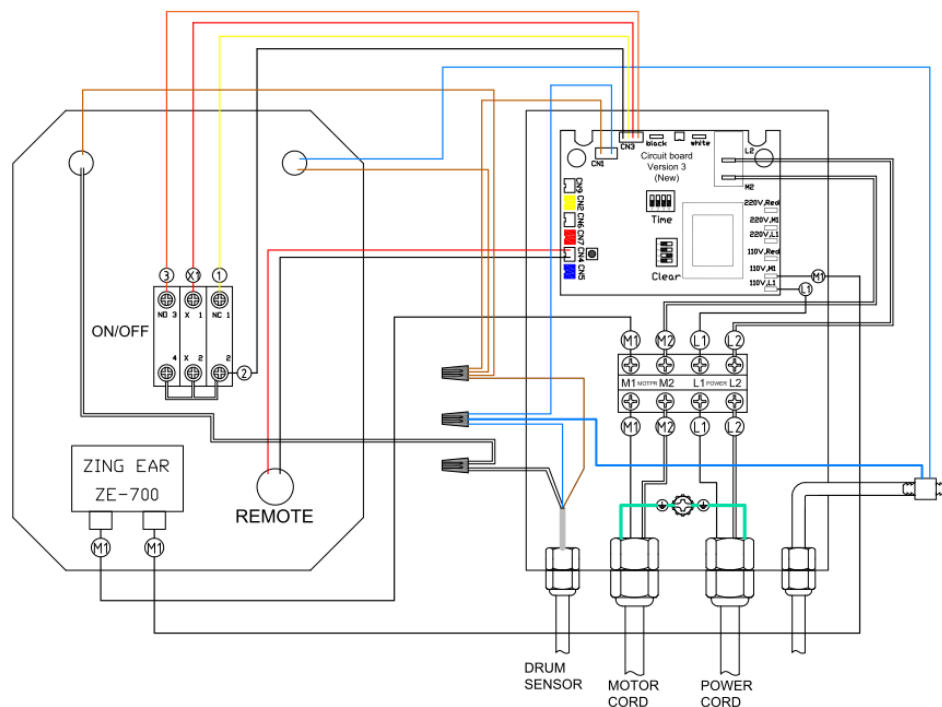 L2
black
white
CN3
CN1
Circuit board
Version 3
(New)
M2
CN9
CN2
CN6
CN7
CN4
CN5
Time
Clear
220V,Red
220V,M1
220V,L1
110V,Red
110V,M1
110V,L1
M1
L1
3
X1
1
NO 3
X 1
NC 1
ON/OFF
4
X 2
2
2
M1
M2
L1
L2
M1 MOTPR M2
L1 POWER L2
M1
M2
L1
L2
ZING EAR
ZE-700
REMOTE
M1
M1
DRUM
SENSOR
MOTOR
CORD
POWER
CORD